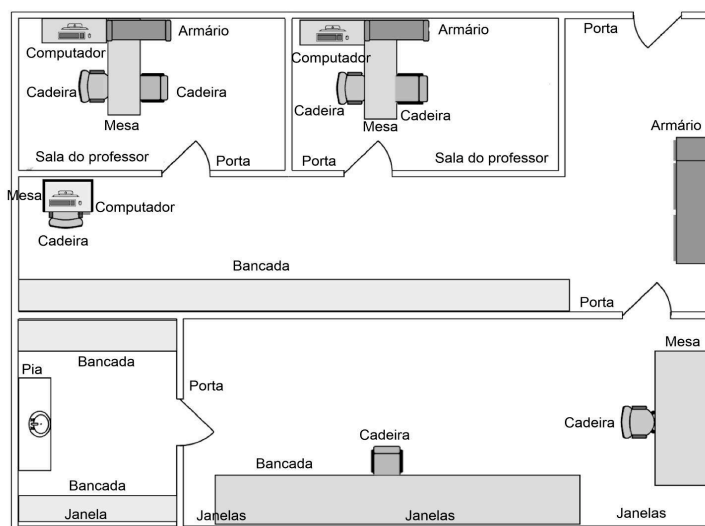 Porta
Computador
Armário
Computador
Armário
Cadeira
Cadeira
Mesa
Cadeira
Mesa
Cadeira
Armário
Sala do professor
Porta
Porta
Sala do professor
Mesa
Computador
Cadeira
Bancada
Porta
Mesa
Bancada
Pia
Porta
Cadeira
Cadeira
Bancada
Bancada
Janela
Janelas
Janelas
Janelas